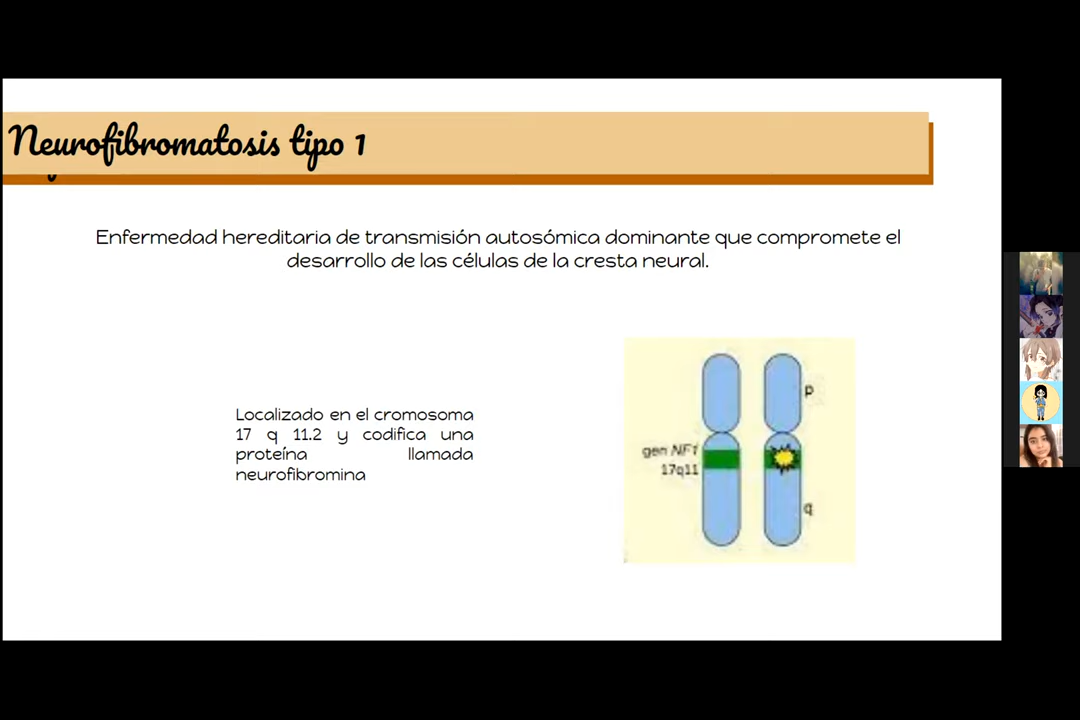 Neurofibromatosis tipo 1
Enfermedad hereditaria de transmisión autosómica dominante que compromete el
desarrollo de las células de la cresta neural.
Localizado en el cromosoma
17 q 11.2 y codifica una
proteína llamada
neurofibromina
gen NF1
17q11
p
q